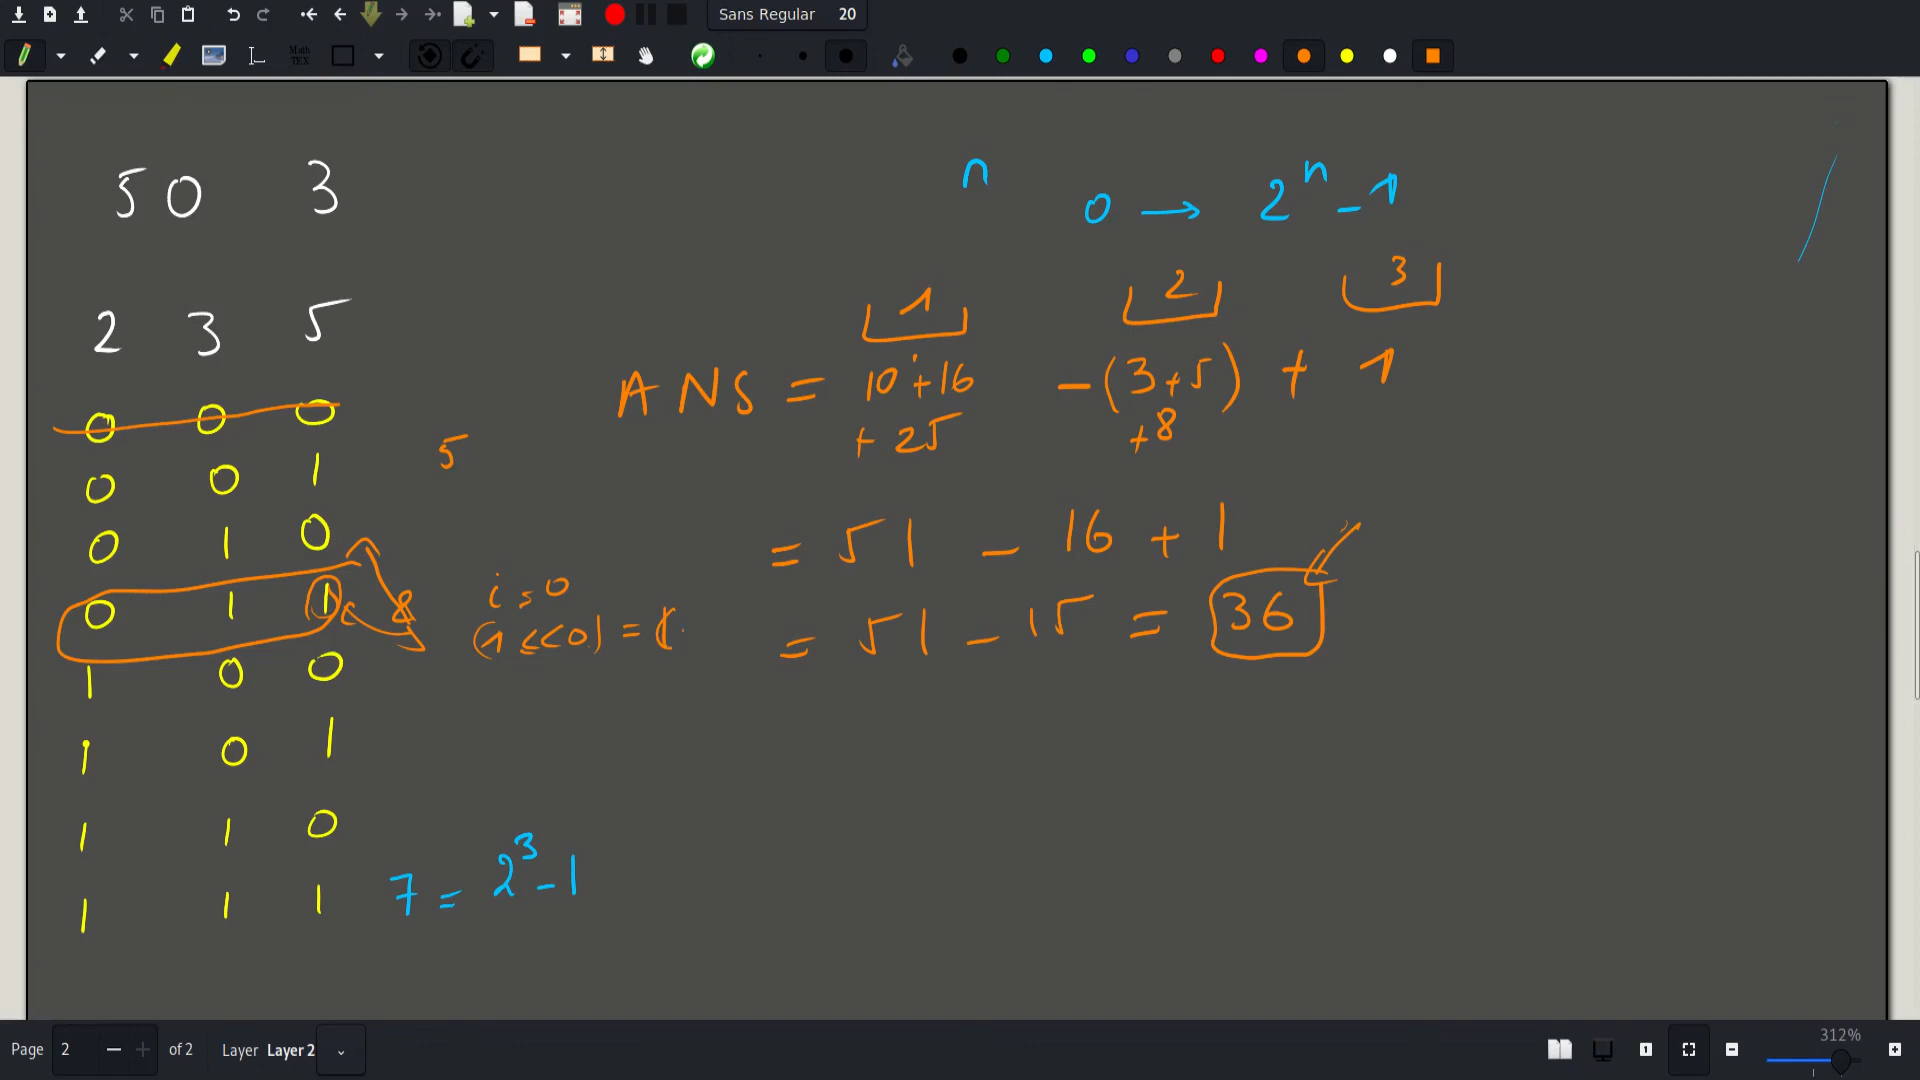 Sans Regular 20
Math
TEX
50 3
n
0 → 2^n - 1
2 3 5
1 2 3
ANS = 10 + 16 - (3 + 5) + 1
+ 25 + 8
0 0 0
5
0 0 1
0 1 0
= 51 - 16 + 1
0 1 1 & 8
i = 0
(1 << 0) = (1
= 51 - 15 = 36
1 0 0
1 0 1
1 1 0
1 1 1
7 = 2^3 - 1
Page 2 of 2 Layer Layer 2
312%